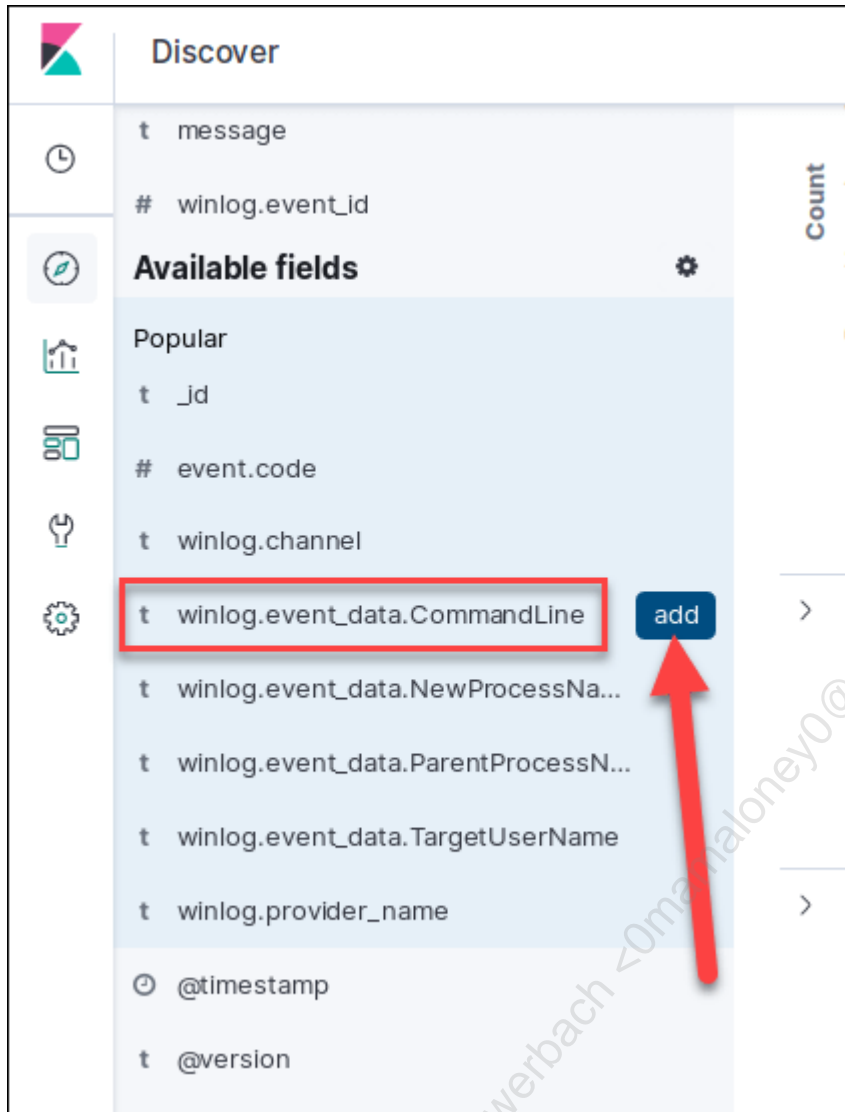 Discover
t message
# winlog.event_id
Count
Available fields
Popular
t _id
# event.code
t winlog.channel
t winlog.event_data.CommandLine add
t winlog.event_data.NewProcessNa...
t winlog.event_data.ParentProcessN...
t winlog.event_data.TargetUserName
t winlog.provider_name
@timestamp
t @version